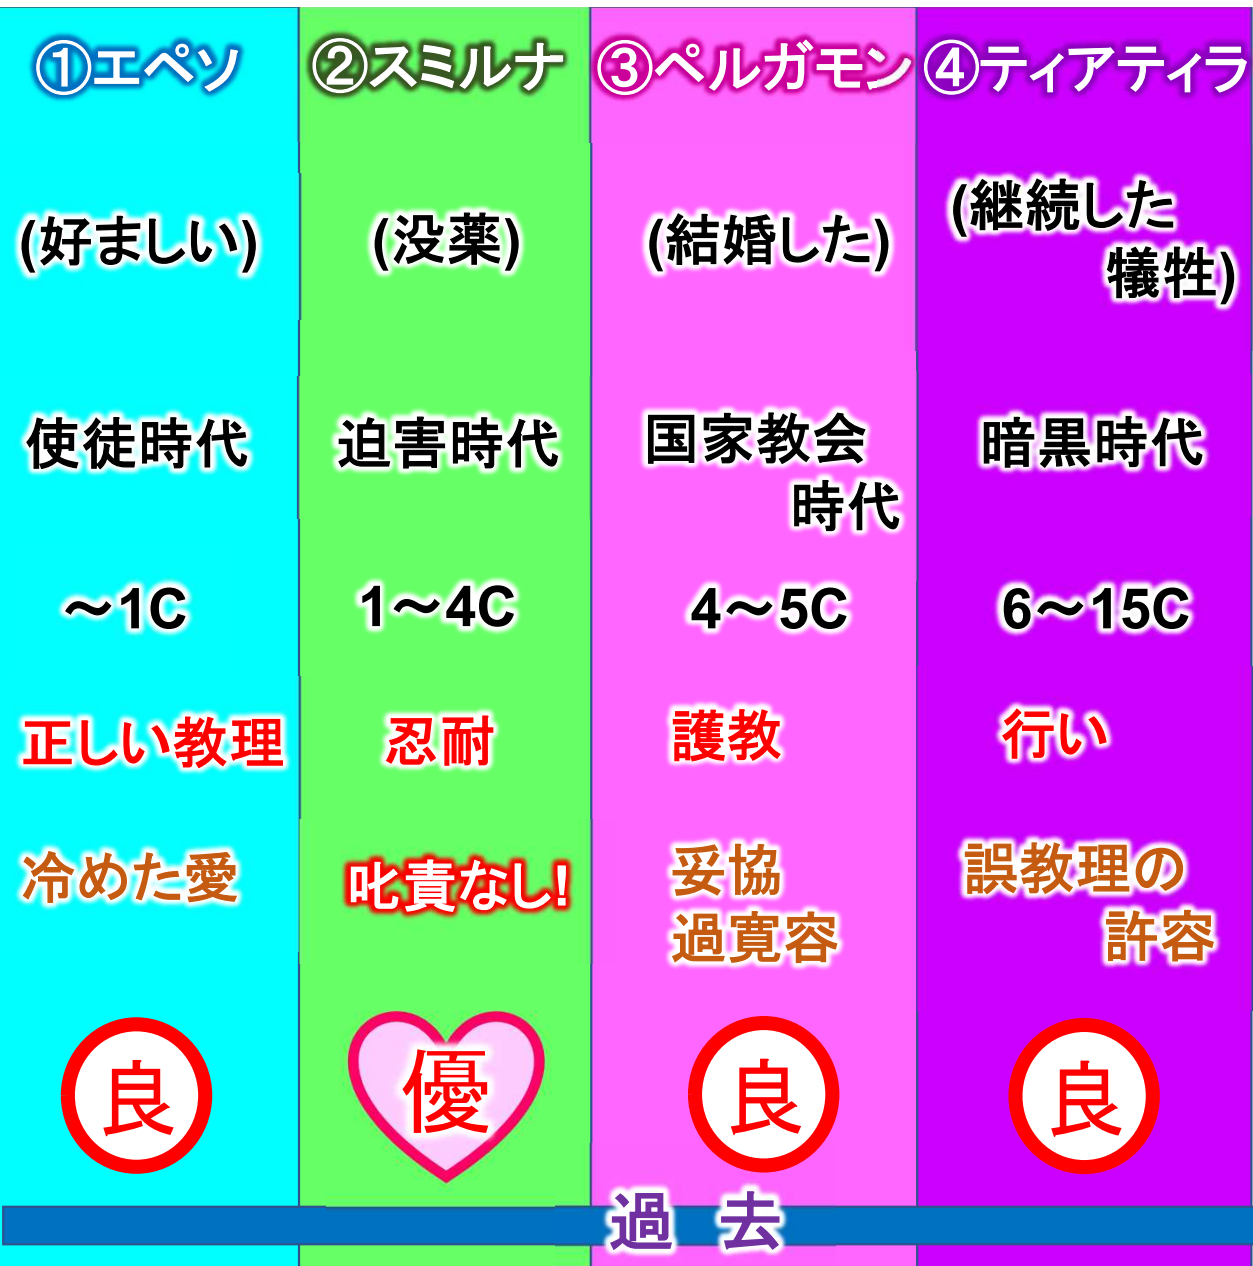 ①エペソ
②スミルナ
③ペルガモン
④ティアティラ
(好ましい)
(没薬)
(結婚した)
(継続した
犠牲)
使徒時代
迫害時代
国家教会
時代
暗黒時代
～1C
1～4C
4～5C
6～15C
正しい教理
忍耐
護教
行い
冷めた愛
叱責なし!
妥協
過寛容
誤教理の
許容
良
優
良
良
過 去